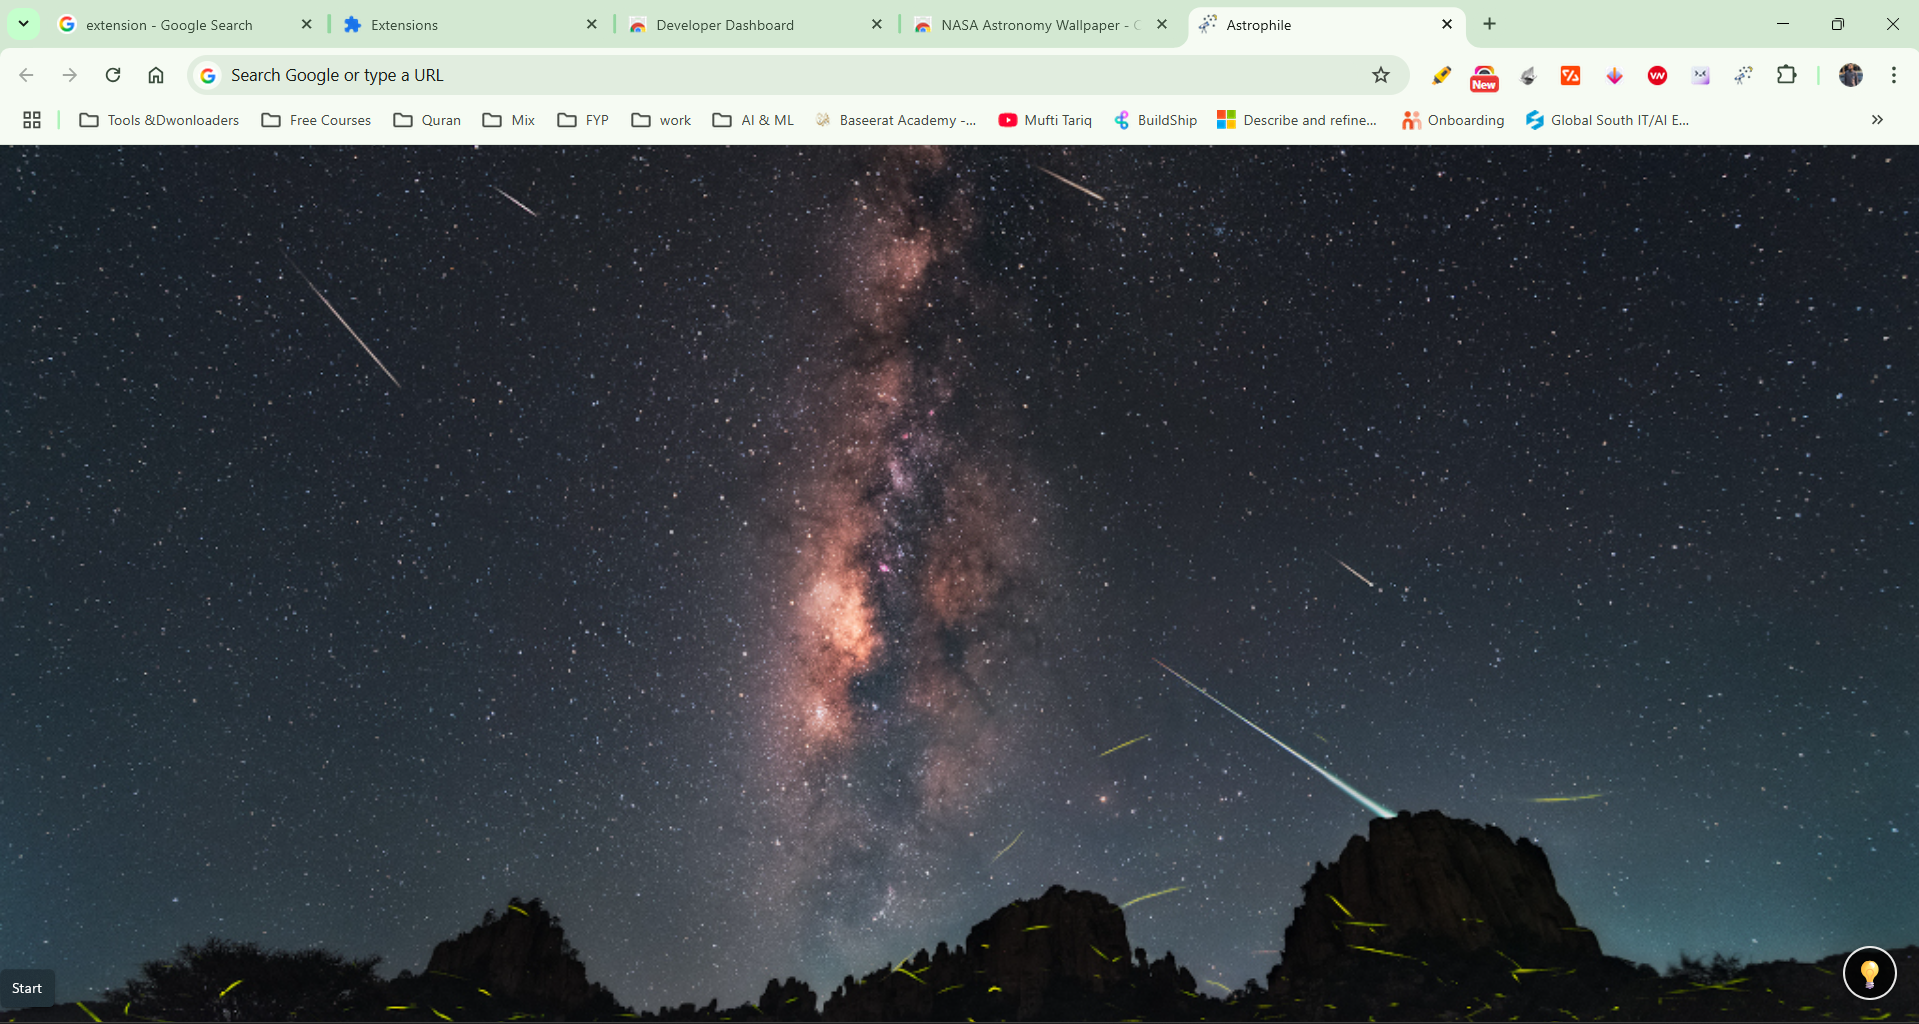 extension - Google Search
Extensions
Developer Dashboard
NASA Astronomy Wallpaper - C
Astrophile
Search Google or type a URL
New
VN
Tools &Dwonloaders
Free Courses
Quran
Mix
FYP
work
AI & ML
Baseerat Academy -...
Mufti Tariq
BuildShip
Describe and refine...
Onboarding
Global South IT/AI E...
Start